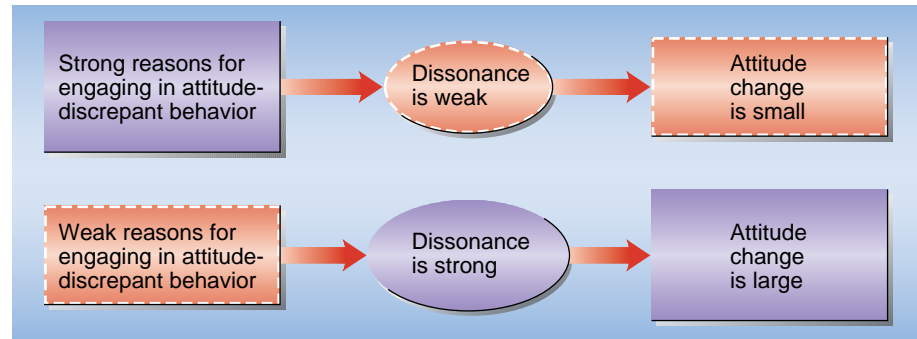 Strong reasons for
engaging in attitude-
discrepant behavior
Dissonance
is weak
Attitude
change
is small
Weak reasons for
engaging in attitude-
discrepant behavior
Dissonance
is strong
Attitude
change
is large